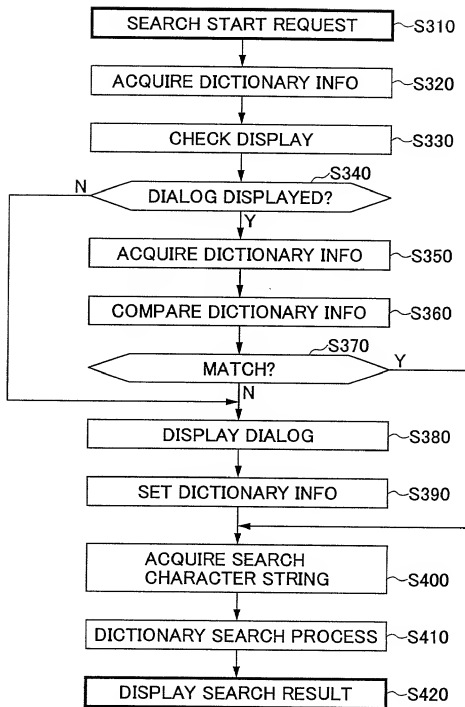 SEARCH START REQUEST S310
ACQUIRE DICTIONARY INFO S320
CHECK DISPLAY S330
S340
N
DIALOG DISPLAYED?
Y
ACQUIRE DICTIONARY INFO S350
COMPARE DICTIONARY INFO S360
S370
MATCH? Y
N
DISPLAY DIALOG S380
SET DICTIONARY INFO S390
ACQUIRE SEARCH
CHARACTER STRING S400
DICTIONARY SEARCH PROCESS S410
DISPLAY SEARCH RESULT S420